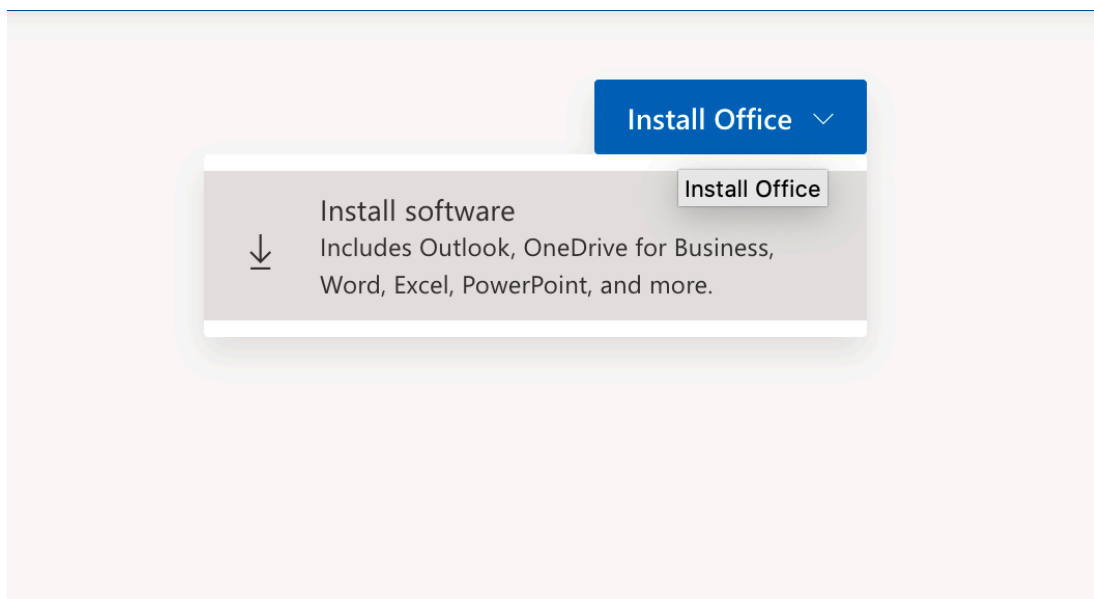 Install Office
Install Office
Install software
Includes Outlook, OneDrive for Business,
Word, Excel, PowerPoint, and more.